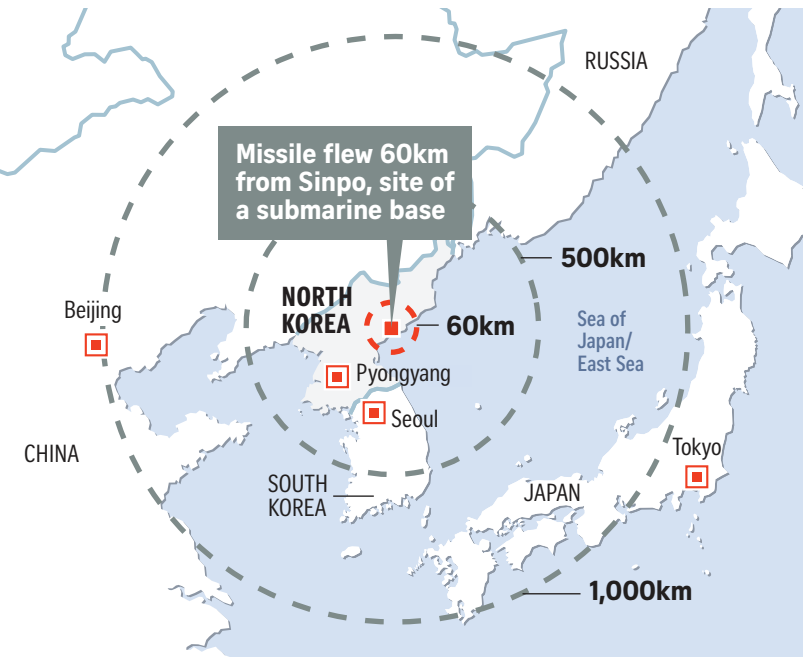 RUSSIA
Missile flew 60km
from Sinpo, site of
a submarine base
500km
NORTH
KOREA
Beijing
60km
Sea of
Japan/
East Sea
Pyongyang
Seoul
CHINA
Tokyo
SOUTH
KOREA
JAPAN
1,000km